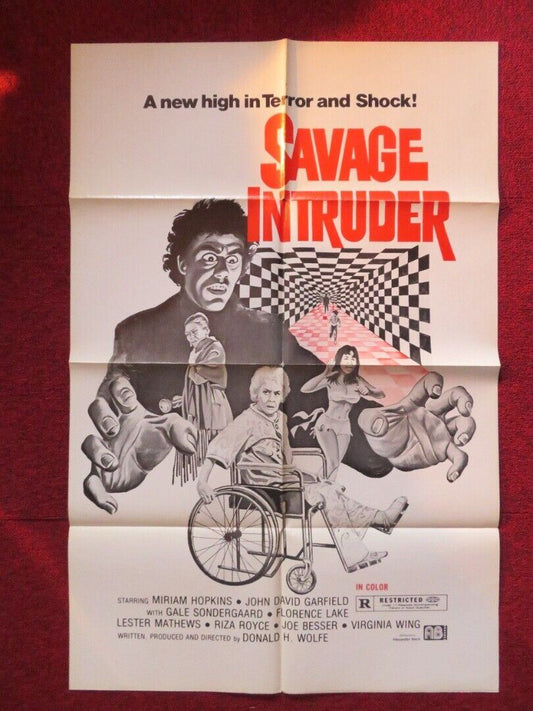 A new high in Terror and Shock!
SAVAGE
INTRUDER
IN COLOR
STARRING MIRIAM HOPKINS • JOHN DAVID GARFIELD
WITH GALE SONDERGAARD • FLORENCE LAKE
LESTER MATHEWS • RIZA ROYCE • JOE BESSER • VIRGINIA WING
WRITTEN, PRODUCED AND DIRECTED by DONALD H. WOLFE
R RESTRICTED